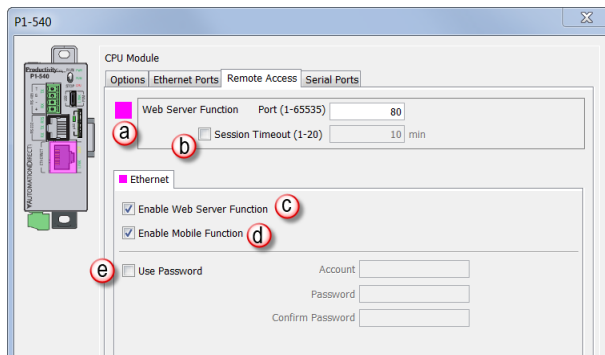 P1-540
CPU Module
Options Ethernet Ports Remote Access Serial Ports
Web Server Function Port (1-65535) 80
a
b Session Timeout (1-20) 10 min
Ethernet
Enable Web Server Function c
Enable Mobile Function d
e Use Password Account
Password
Confirm Password
Productivity
P1-540
AUTOMATIONDIRECT